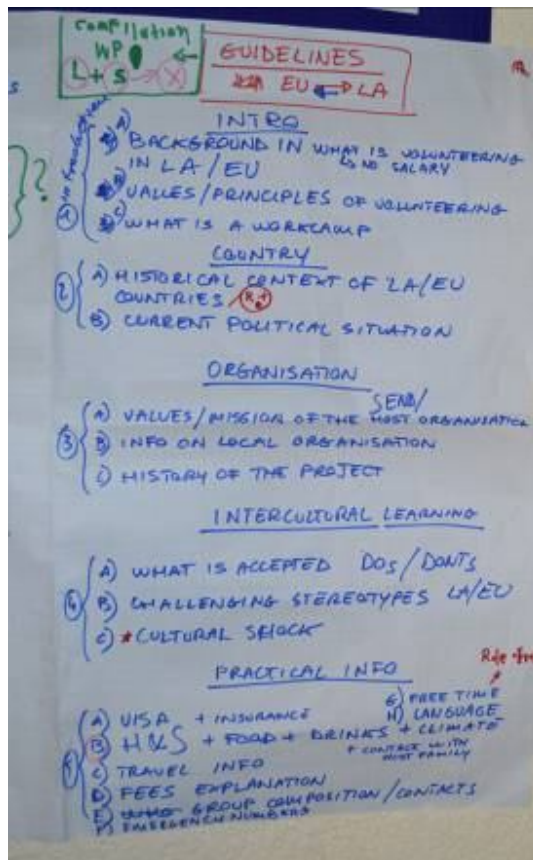 compilation
WP
L + S → X
GUIDELINES
EU ↔ LA
INTRO
A) BACKGROUND IN WHAT IS VOLUNTEERING
IN LA/EU ↳ NO SALARY
B) VALUES/PRINCIPLES OF VOLUNTEERING
C) WHAT IS A WORKCAMP
COUNTRY
2 A) HISTORICAL CONTEXT OF LA/EU
COUNTRIES /
B) CURRENT POLITICAL SITUATION
ORGANISATION
SEND/
3 A) VALUES/MISSION OF THE HOST ORGANISATION
B) INFO ON LOCAL ORGANISATION
C) HISTORY OF THE PROJECT
INTERCULTURAL LEARNING
A) WHAT IS ACCEPTED DOS/DONTS
B) CHALLENGING STEREOTYPES LA/EU
C) * CULTURAL SHOCK
PRACTICAL INFO
G) FREE TIME
H) LANGUAGE
A) VISA + INSURANCE
B) H&S + FOOD + DRINKS + CLIMATE
+ CONTACT WITH
HOST FAMILY
C) TRAVEL INFO
D) FEES EXPLANATION
E) GROUP COMPOSITION/CONTACTS
F) EMERGENCY NUMBERS